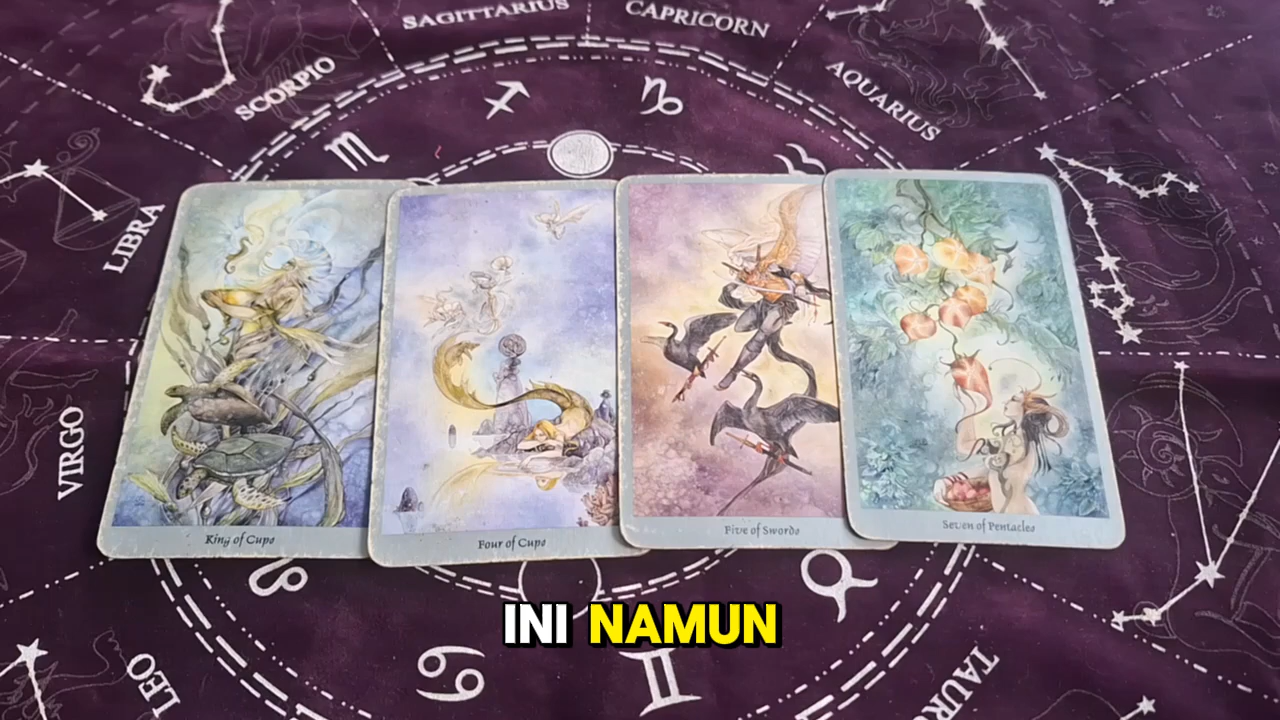 SAGITTARIUS
CAPRICORN
SCORPIO
AQUARIUS
LIBRA
VIRGO
King of Cups
Four of Cups
Five of Swords
Seven of Pentacles
INI NAMUN
LEO